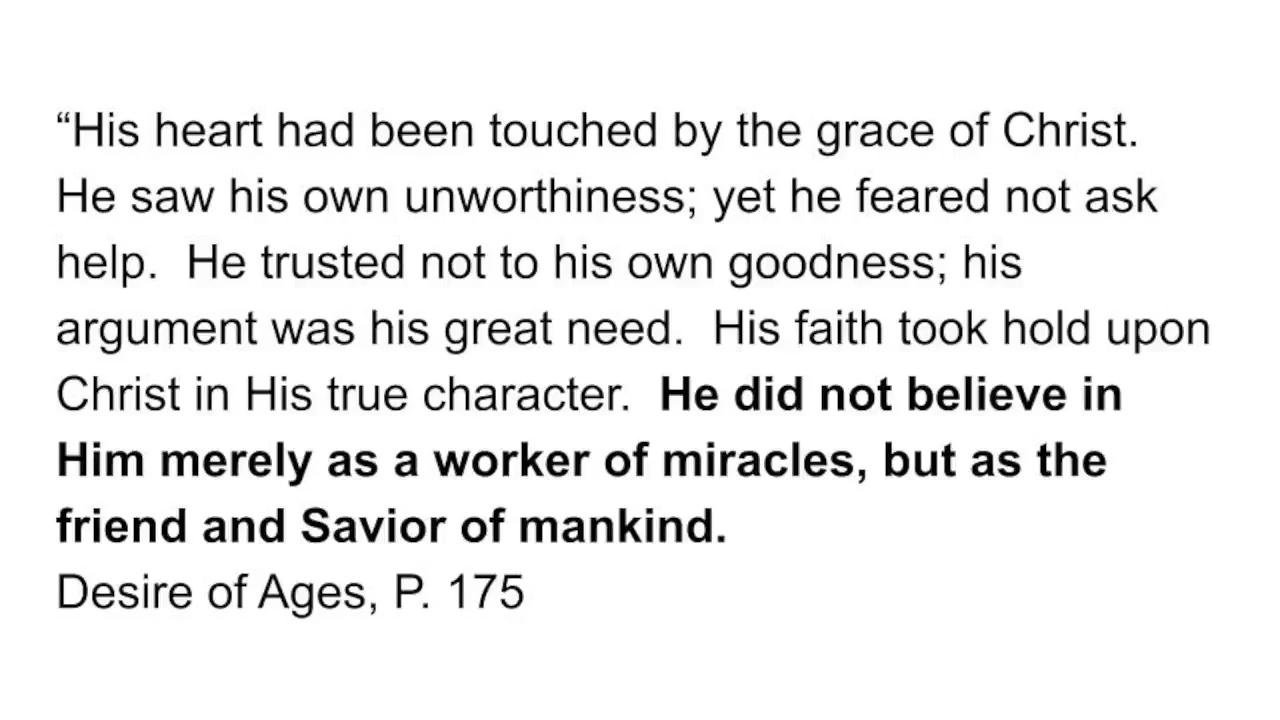 “His heart had been touched by the grace of Christ.
He saw his own unworthiness; yet he feared not ask
help.  He trusted not to his own goodness; his
argument was his great need.  His faith took hold upon
Christ in His true character.  He did not believe in
Him merely as a worker of miracles, but as the
friend and Savior of mankind.
Desire of Ages, P. 175